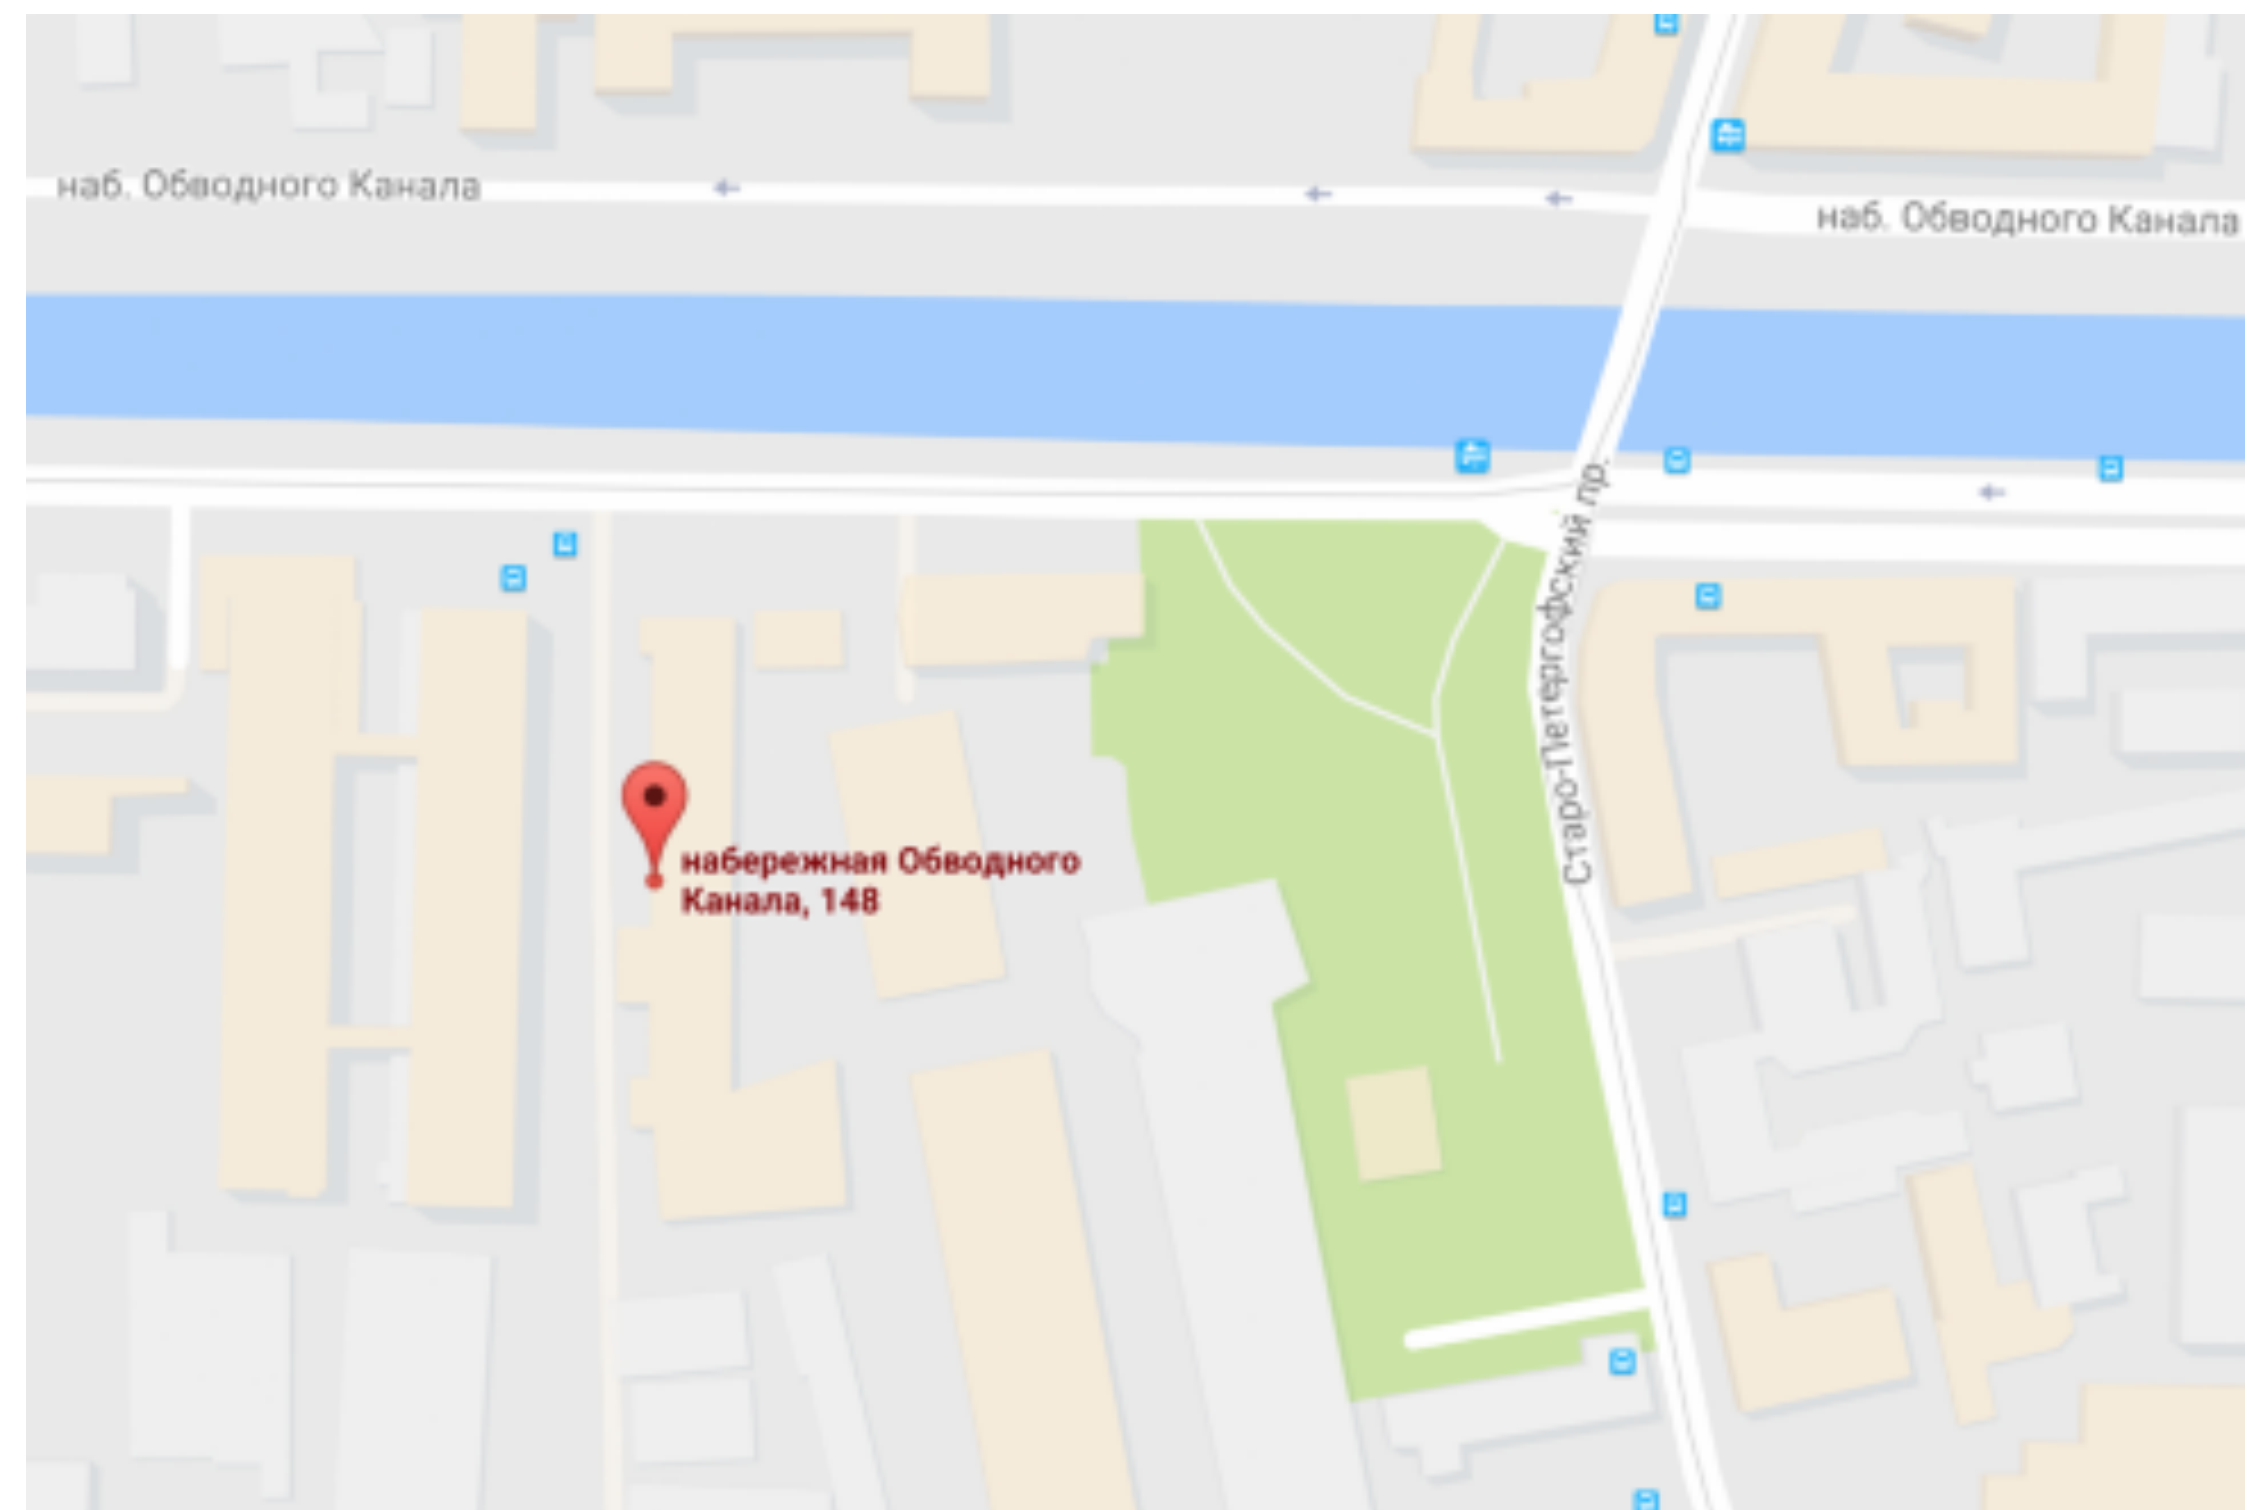 наб. Обводного Канала
наб. Обводного Канала
Старо-Петергофский пр.
набережная Обводного
Канала, 148